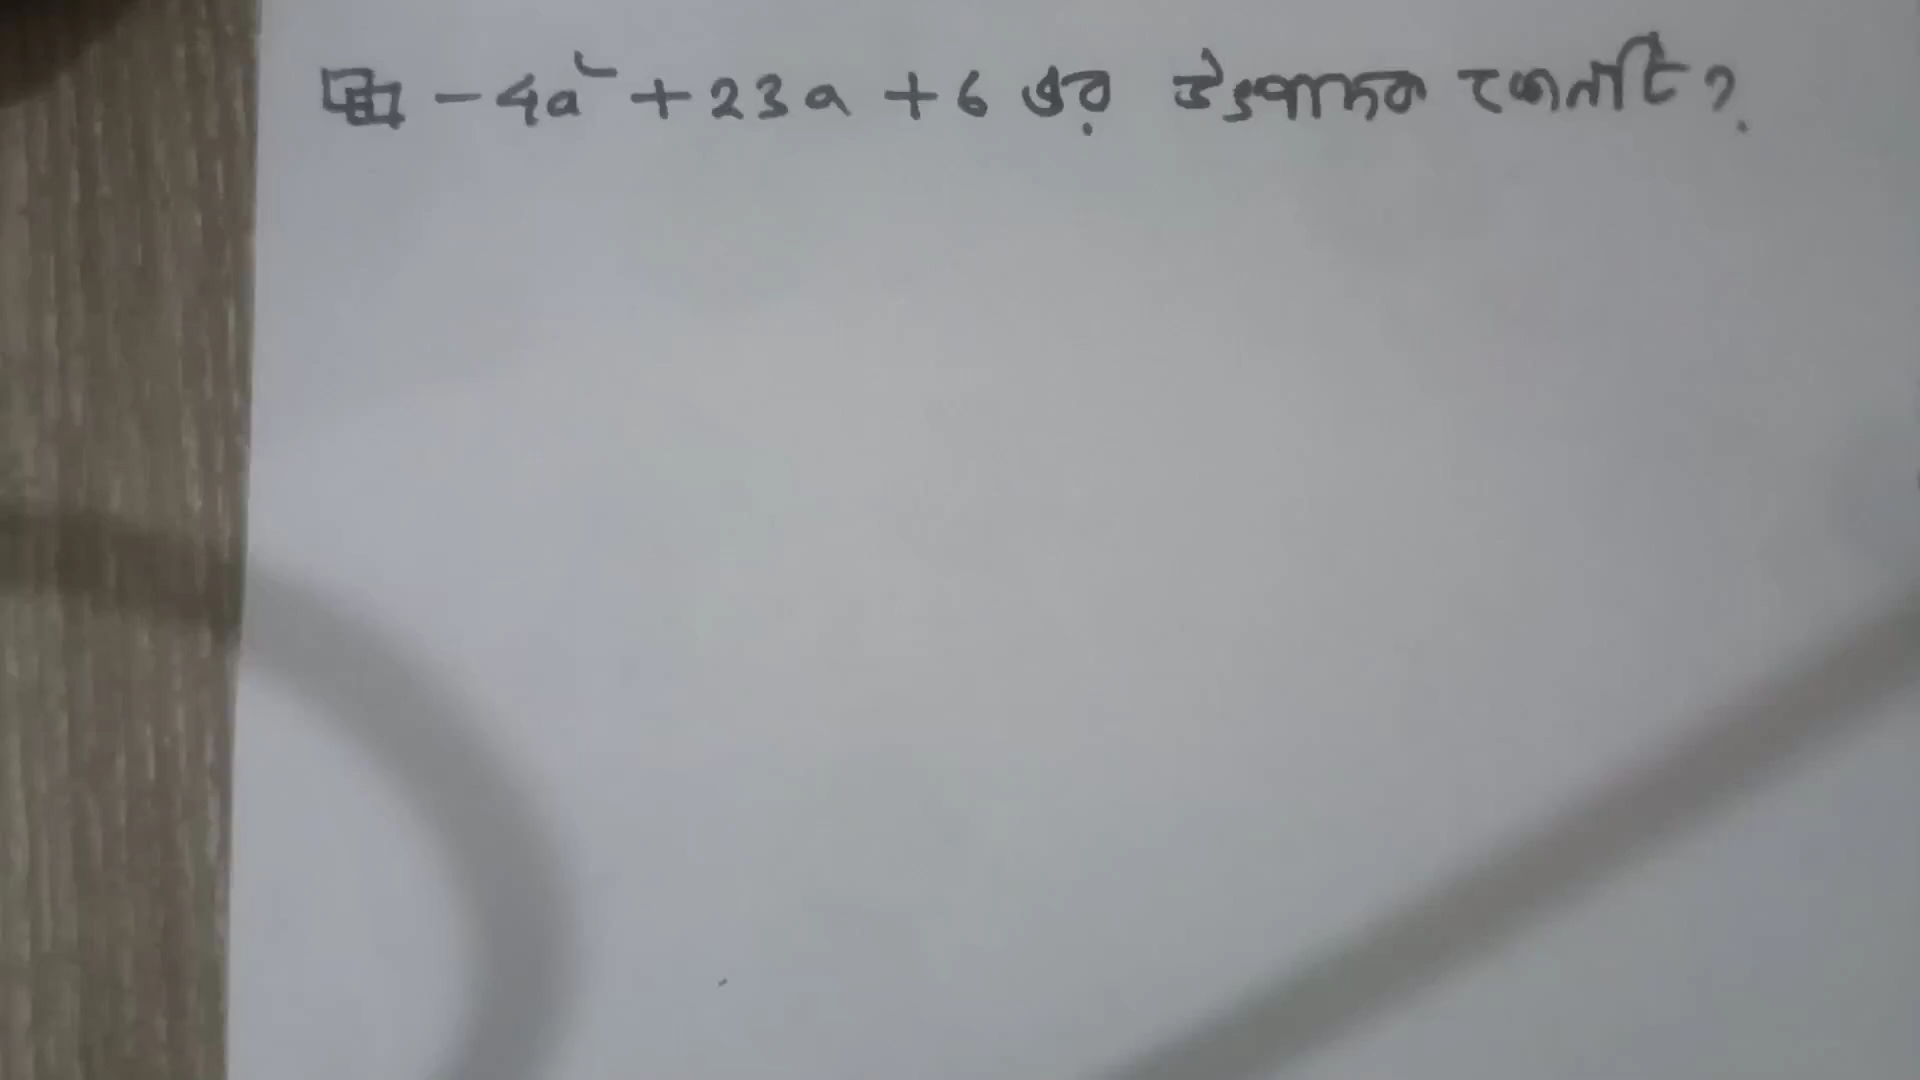 -4a² + 23a + 6 এর উৎপাদক কোনটি?